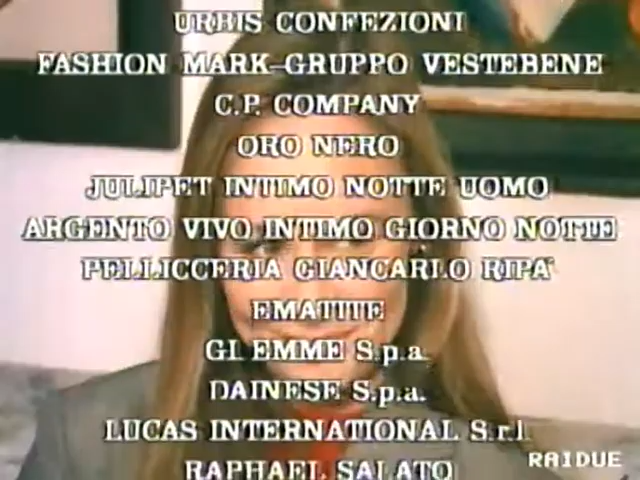 URBIS CONFEZIONI
FASHION MARK-GRUPPO VESTEBENE
C.P. COMPANY
ORO NERO
JULIPET INTIMO NOTTE UOMO
ARGENTO VIVO INTIMO GIORNO NOTTE
PELLICCERIA GIANCARLO RIPA'
EMATITE
GI. EMME S.p.a.
DAINESE S.p.a.
LUCAS INTERNATIONAL S.r.l.
RAPHAEL SALATO
RAIDUE